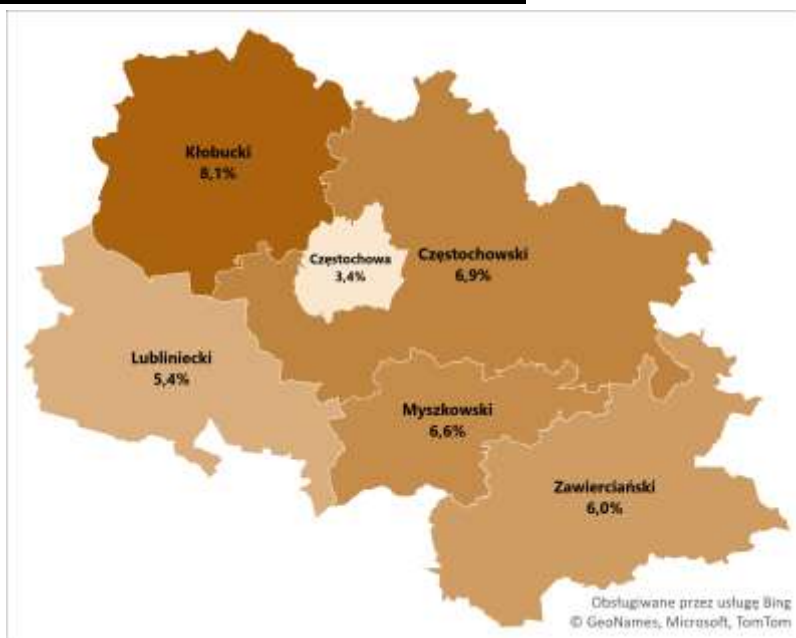 Kłobucki
8,1%
Częstochowa
3,4%
Częstochowski
6,9%
Lubliniecki
5,4%
Myszkowski
6,6%
Zawierciański
6,0%
Obsługiwane przez usługę Bing
© GeoNames, Microsoft, TomTom